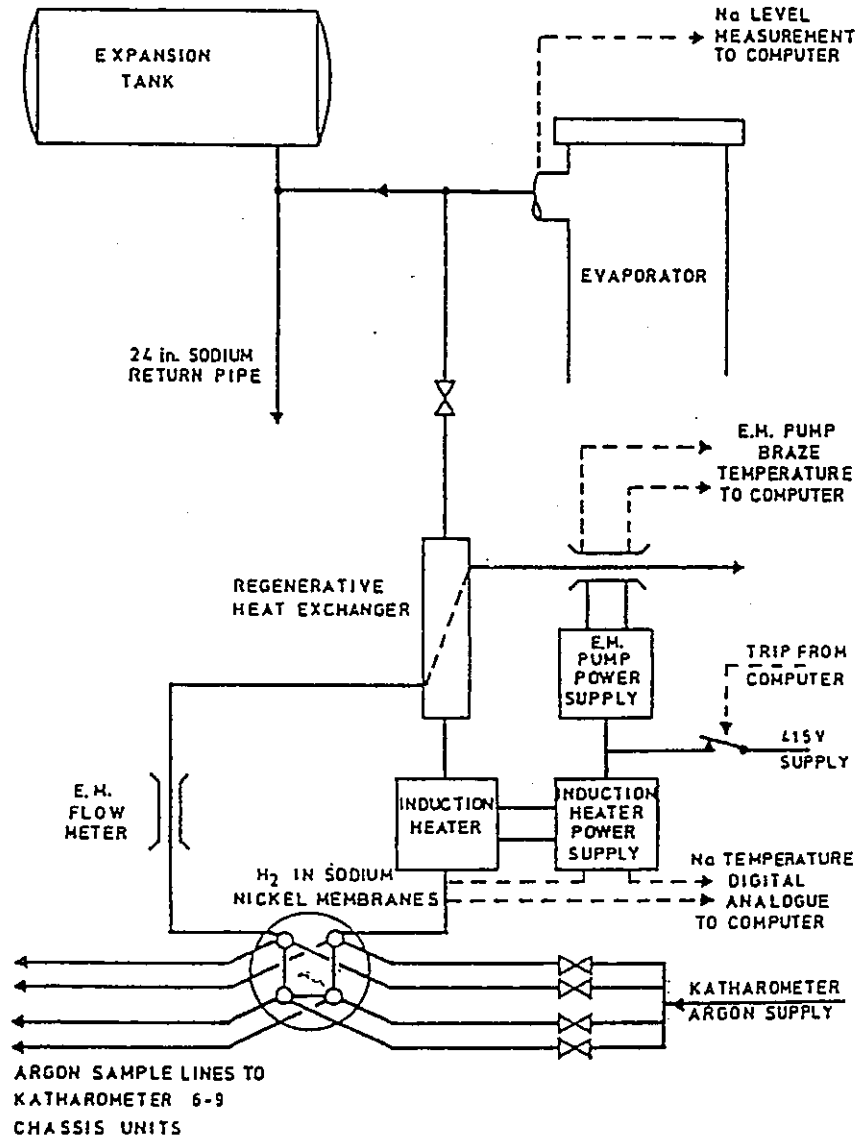 Na LEVEL
MEASUREMENT
TO COMPUTER
EXPANSION
TANK
EVAPORATOR
24 in. SODIUM
RETURN PIPE
E.M. PUMP
BRAZE
TEMPERATURE
TO COMPUTER
REGENERATIVE
HEAT EXCHANGER
E.M.
PUMP
POWER
SUPPLY
TRIP FROM
COMPUTER
415V
SUPPLY
E.M.
FLOW
METER
INDUCTION
HEATER
INDUCTION
HEATER
POWER
SUPPLY
H2 IN SODIUM
NICKEL MEMBRANES
Na TEMPERATURE
DIGITAL
ANALOGUE
TO COMPUTER
KATHAROMETER
ARGON SUPPLY
ARGON SAMPLE LINES TO
KATHAROMETER 6-9
CHASSIS UNITS